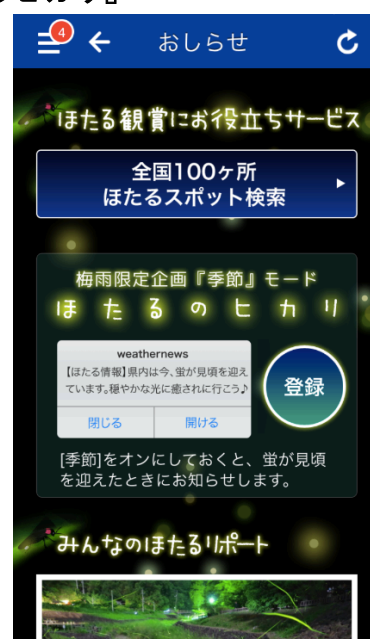 4
おしらせ
ほたる観賞にお役立ちサービス
全国100ヶ所
ほたるスポット検索
梅雨限定企画『季節』モード
ほたるのヒカリ
weathernews
【ほたる情報】県内は今、蛍が見頃を迎え
ています。穏やかな光に癒されに行こう♪
閉じる
開ける
登録
[季節]をオンにしておくと、蛍が見頃
を迎えたときにお知らせします。
みんなのほたるリポート